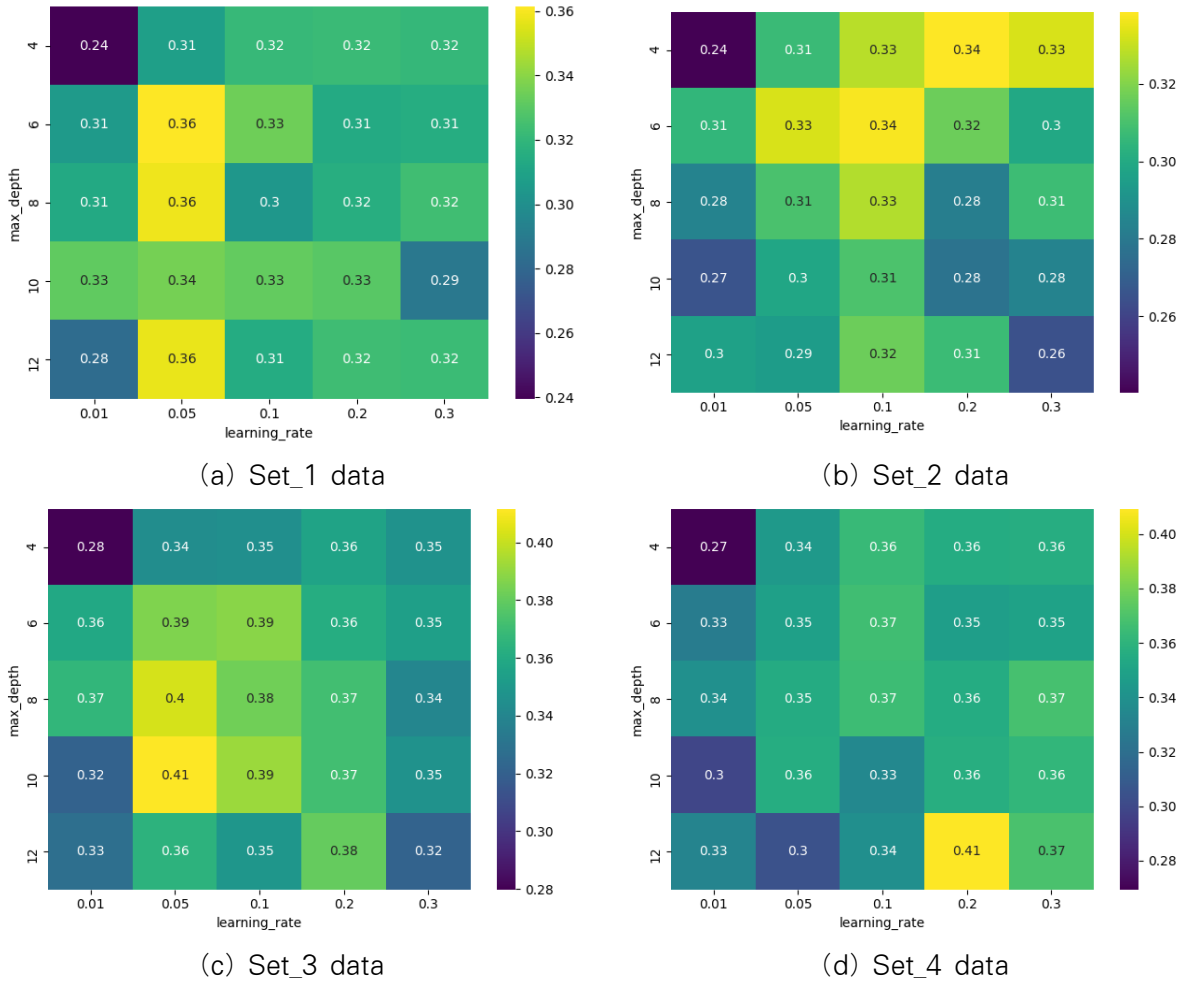 4 0.24 0.31 0.32 0.32 0.32
6 0.31 0.36 0.33 0.31 0.31
8 0.31 0.36 0.3 0.32 0.32
10 0.33 0.34 0.33 0.33 0.29
12 0.28 0.36 0.31 0.32 0.32
max_depth
0.01 0.05 0.1 0.2 0.3
learning_rate
0.36
0.34
0.32
0.30
0.28
0.26
0.24
(a) Set_1 data
4 0.24 0.31 0.33 0.34 0.33
6 0.31 0.33 0.34 0.32 0.3
8 0.28 0.31 0.33 0.28 0.31
10 0.27 0.3 0.31 0.28 0.28
12 0.3 0.29 0.32 0.31 0.26
max_depth
0.01 0.05 0.1 0.2 0.3
learning_rate
0.32
0.30
0.28
0.26
(b) Set_2 data
4 0.28 0.34 0.35 0.36 0.35
6 0.36 0.39 0.39 0.36 0.35
8 0.37 0.4 0.38 0.37 0.34
10 0.32 0.41 0.39 0.37 0.35
12 0.33 0.36 0.35 0.38 0.32
max_depth
0.01 0.05 0.1 0.2 0.3
learning_rate
0.40
0.38
0.36
0.34
0.32
0.30
0.28
(c) Set_3 data
4 0.27 0.34 0.36 0.36 0.36
6 0.33 0.35 0.37 0.35 0.35
8 0.34 0.35 0.37 0.36 0.37
10 0.3 0.36 0.33 0.36 0.36
12 0.33 0.3 0.34 0.41 0.37
max_depth
0.01 0.05 0.1 0.2 0.3
learning_rate
0.40
0.38
0.36
0.34
0.32
0.30
0.28
(d) Set_4 data